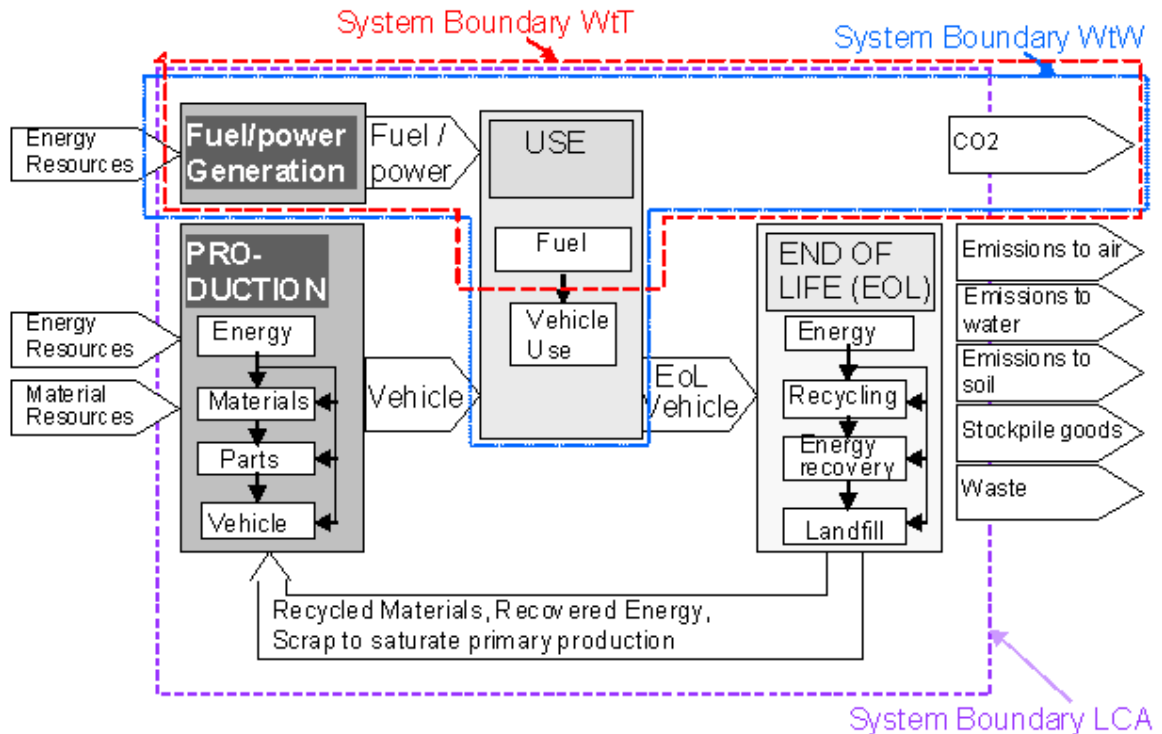 System Boundary WtT
System Boundary WtW
Energy
Resources
Fuel/power
Generation
Fuel /
power
USE
CO2
Fuel
Vehicle
Use
PRO-
DUCTION
Energy
Resources
Material
Resources
Energy
Materials
Parts
Vehicle
Vehicle
EoL
Vehicle
END OF
LIFE (EOL)
Energy
Recycling
Energy
recovery
Landfill
Emissions to air
Emissions to
water
Emissions to
soil
Stockpile goods
Waste
Recycled Materials, Recovered Energy,
Scrap to saturate primary production
System Boundary LCA